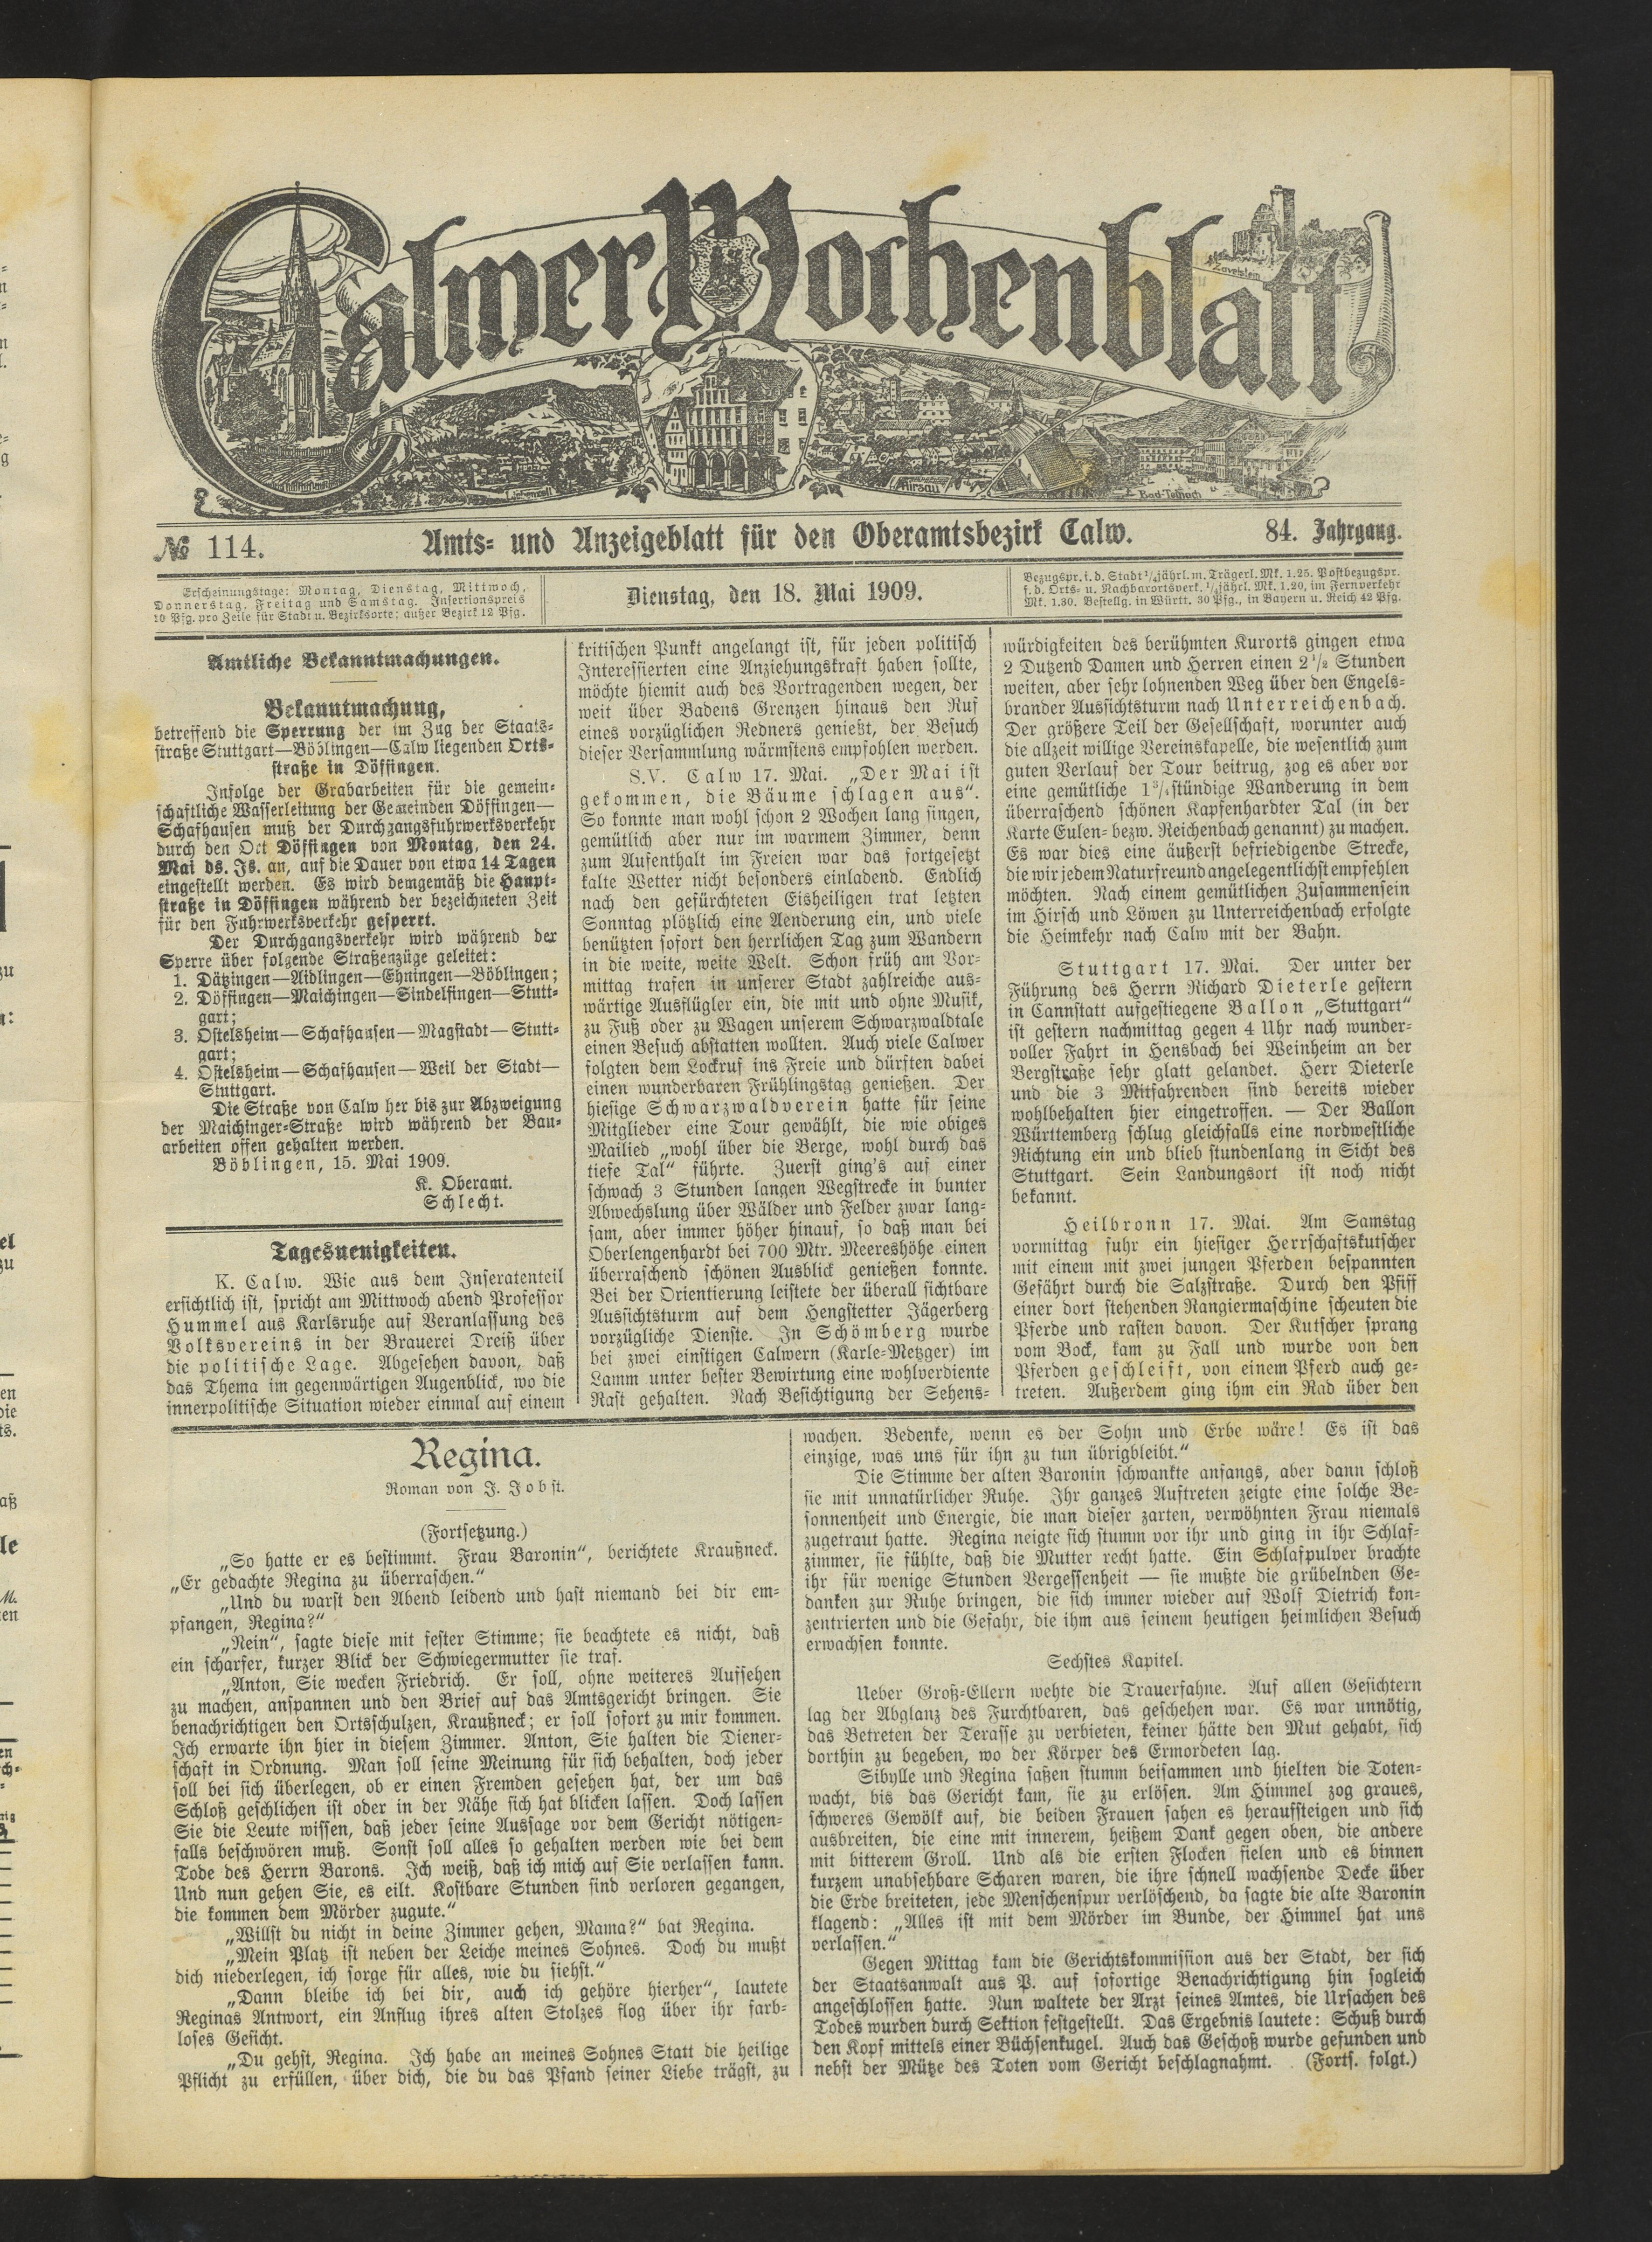 Calwer Wochenblatt
Zavelstein
Liebenzell
Hirsau
Bad-Teinach
№ 114.
Amts- und Anzeigeblatt für den Oberamtsbezirk Calw.
84. Jahrgang.
Erscheinungstage: Montag, Dienstag, Mittwoch,
Donnerstag, Freitag und Samstag. Insertionspreis
10 Pfg. pro Zeile für Stadt u. Bezirksorte; außer Bezirk 12 Pfg.
Dienstag, den 18. Mai 1909.
Bezugspr. i. d. Stadt ¹/₄jährl. m. Trägerl. Mk. 1.25. Postbezugspr.
f. d. Orts- u. Nachbarortsverk. ¹/₄jährl. Mk. 1.20, im Fernverkehr
Mk. 1.30. Bestellg. in Württ. 30 Pfg., in Bayern u. Reich 42 Pfg.
Amtliche Bekanntmachungen.
Bekanntmachung,
betreffend die Sperrung der im Zug der Staats-
straße Stuttgart—Böblingen—Calw liegenden Orts-
straße in Döffingen.
Infolge der Grabarbeiten für die gemein-
schaftliche Wasserleitung der Gemeinden Döffingen—
Schafhausen muß der Durchgangsfuhrwerksverkehr
durch den Ort Döffingen von Montag, den 24.
Mai ds. Js. an, auf die Dauer von etwa 14 Tagen
eingestellt werden. Es wird demgemäß die Haupt-
straße in Döffingen während der bezeichneten Zeit
für den Fuhrwerksverkehr gesperrt.
Der Durchgangsverkehr wird während der
Sperre über folgende Straßenzüge geleitet:
1. Dätzingen—Aidlingen—Ehningen—Böblingen;
2. Döffingen—Maichingen—Sindelfingen—Stutt-
gart;
3. Ostelsheim—Schafhausen—Magstadt—Stutt-
gart;
4. Ostelsheim—Schafhausen—Weil der Stadt—
Stuttgart.
Die Straße von Calw her bis zur Abzweigung
der Maichinger-Straße wird während der Bau-
arbeiten offen gehalten werden.
Böblingen, 15. Mai 1909.
K. Oberamt.
Schlecht.
Tagesneuigkeiten.
K. Calw. Wie aus dem Inseratenteil
ersichtlich ist, spricht am Mittwoch abend Professor
Hummel aus Karlsruhe auf Veranlassung des
Volksvereins in der Brauerei Dreiß über
die politische Lage. Abgesehen davon, daß
das Thema im gegenwärtigen Augenblick, wo die
innerpolitische Situation wieder einmal auf einem
kritischen Punkt angelangt ist, für jeden politisch
Interessierten eine Anziehungskraft haben sollte,
möchte hiemit auch des Vortragenden wegen, der
weit über Badens Grenzen hinaus den Ruf
eines vorzüglichen Redners genießt, der Besuch
dieser Versammlung wärmstens empfohlen werden.
S.V. Calw 17. Mai. „Der Mai ist
gekommen, die Bäume schlagen aus“.
So konnte man wohl schon 2 Wochen lang singen,
gemütlich aber nur im warmem Zimmer, denn
zum Aufenthalt im Freien war das fortgesetzt
kalte Wetter nicht besonders einladend. Endlich
nach den gefürchteten Eisheiligen trat letzten
Sonntag plötzlich eine Aenderung ein, und viele
benützten sofort den herrlichen Tag zum Wandern
in die weite, weite Welt. Schon früh am Vor-
mittag trafen in unserer Stadt zahlreiche aus-
wärtige Ausflügler ein, die mit und ohne Musik,
zu Fuß oder zu Wagen unserem Schwarzwaldtale
einen Besuch abstatten wollten. Auch viele Calwer
folgten dem Lockruf ins Freie und dürften dabei
einen wunderbaren Frühlingstag genießen. Der
hiesige Schwarzwaldverein hatte für seine
Mitglieder eine Tour gewählt, die wie obiges
Mailied „wohl über die Berge, wohl durch das
tiefe Tal“ führte. Zuerst ging's auf einer
schwach 3 Stunden langen Wegstrecke in bunter
Abwechslung über Wälder und Felder zwar lang-
sam, aber immer höher hinauf, so daß man bei
Oberlengenhardt bei 700 Mtr. Meereshöhe einen
überraschend schönen Ausblick genießen konnte.
Bei der Orientierung leistete der überall sichtbare
Aussichtsturm auf dem Hengstetter Jägerberg
vorzügliche Dienste. In Schömberg wurde
bei zwei einstigen Calwern (Karle-Metzger) im
Lamm unter bester Bewirtung eine wohlverdiente
Rast gehalten. Nach Besichtigung der Sehens-
würdigkeiten des berühmten Kurorts gingen etwa
2 Dutzend Damen und Herren einen 2¹/₂ Stunden
weiten, aber sehr lohnenden Weg über den Engels-
brander Aussichtsturm nach Unterreichenbach.
Der größere Teil der Gesellschaft, worunter auch
die allzeit willige Vereinskapelle, die wesentlich zum
guten Verlauf der Tour beitrug, zog es aber vor
eine gemütliche 1³/₄stündige Wanderung in dem
überraschend schönen Kapfenhardter Tal (in der
Karte Eulen- bezw. Reichenbach genannt) zu machen.
Es war dies eine äußerst befriedigende Strecke,
die wir jedem Naturfreund angelegentlichst empfehlen
möchten. Nach einem gemütlichen Zusammensein
im Hirsch und Löwen zu Unterreichenbach erfolgte
die Heimkehr nach Calw mit der Bahn.
Stuttgart 17. Mai. Der unter der
Führung des Herrn Richard Dieterle gestern
in Cannstatt aufgestiegene Ballon „Stuttgart“
ist gestern nachmittag gegen 4 Uhr nach wunder-
voller Fahrt in Hensbach bei Weinheim an der
Bergstraße sehr glatt gelandet. Herr Dieterle
und die 3 Mitfahrenden sind bereits wieder
wohlbehalten hier eingetroffen. — Der Ballon
Württemberg schlug gleichfalls eine nordwestliche
Richtung ein und blieb stundenlang in Sicht des
Stuttgart. Sein Landungsort ist noch nicht
bekannt.
Heilbronn 17. Mai. Am Samstag
vormittag fuhr ein hiesiger Herrschaftskutscher
mit einem mit zwei jungen Pferden bespannten
Gefährt durch die Salzstraße. Durch den Pfiff
einer dort stehenden Rangiermaschine scheuten die
Pferde und rasten davon. Der Kutscher sprang
vom Bock, kam zu Fall und wurde von den
Pferden geschleift, von einem Pferd auch ge-
treten. Außerdem ging ihm ein Rad über den
Regina.
Roman von J. Jobst.
(Fortsetzung.)
„So hatte er es bestimmt. Frau Baronin“, berichtete Kraußneck.
„Er gedachte Regina zu überraschen.“
„Und du warst den Abend leidend und hast niemand bei dir em-
pfangen, Regina?“
„Nein“, sagte diese mit fester Stimme; sie beachtete es nicht, daß
ein scharfer, kurzer Blick der Schwiegermutter sie traf.
„Anton, Sie wecken Friedrich. Er soll, ohne weiteres Aufsehen
zu machen, anspannen und den Brief auf das Amtsgericht bringen. Sie
benachrichtigen den Ortsschulzen, Kraußneck; er soll sofort zu mir kommen.
Ich erwarte ihn hier in diesem Zimmer. Anton, Sie halten die Diener-
schaft in Ordnung. Man soll seine Meinung für sich behalten, doch jeder
soll bei sich überlegen, ob er einen Fremden gesehen hat, der um das
Schloß geschlichen ist oder in der Nähe sich hat blicken lassen. Doch lassen
Sie die Leute wissen, daß jeder seine Aussage vor dem Gericht nötigen-
falls beschwören muß. Sonst soll alles so gehalten werden wie bei dem
Tode des Herrn Barons. Ich weiß, daß ich mich auf Sie verlassen kann.
Und nun gehen Sie, es eilt. Kostbare Stunden sind verloren gegangen,
die kommen dem Mörder zugute.“
„Willst du nicht in deine Zimmer gehen, Mama?“ bat Regina.
„Mein Platz ist neben der Leiche meines Sohnes. Doch du mußt
dich niederlegen, ich sorge für alles, wie du siehst.“
„Dann bleibe ich bei dir, auch ich gehöre hierher“, lautete
Reginas Antwort, ein Anflug ihres alten Stolzes flog über ihr farb-
loses Gesicht.
„Du gehst, Regina. Ich habe an meines Sohnes Statt die heilige
Pflicht zu erfüllen, über dich, die du das Pfand seiner Liebe trägst, zu
wachen. Bedenke, wenn es der Sohn und Erbe wäre! Es ist das
einzige, was uns für ihn zu tun übrigbleibt.“
Die Stimme der alten Baronin schwankte anfangs, aber dann schloß
sie mit unnatürlicher Ruhe. Ihr ganzes Auftreten zeigte eine solche Be-
sonnenheit und Energie, die man dieser zarten, verwöhnten Frau niemals
zugetraut hatte. Regina neigte sich stumm vor ihr und ging in ihr Schlaf-
zimmer, sie fühlte, daß die Mutter recht hatte. Ein Schlafpulver brachte
ihr für wenige Stunden Vergessenheit — sie mußte die grübelnden Ge-
danken zur Ruhe bringen, die sich immer wieder auf Wolf Dietrich kon-
zentrierten und die Gefahr, die ihm aus seinem heutigen heimlichen Besuch
erwachsen konnte.
Sechstes Kapitel.
Ueber Groß-Ellern wehte die Trauerfahne. Auf allen Gesichtern
lag der Abglanz des Furchtbaren, das geschehen war. Es war unnötig,
das Betreten der Terasse zu verbieten, keiner hätte den Mut gehabt, sich
dorthin zu begeben, wo der Körper des Ermordeten lag.
Sibylle und Regina saßen stumm beisammen und hielten die Toten-
wacht, bis das Gericht kam, sie zu erlösen. Am Himmel zog graues,
schweres Gewölk auf, die beiden Frauen sahen es heraufsteigen und sich
ausbreiten, die eine mit innerem, heißem Dank gegen oben, die andere
mit bitterem Groll. Und als die ersten Flocken fielen und es binnen
kurzem unabsehbare Scharen waren, die ihre schnell wachsende Decke über
die Erde breiteten, jede Menschenspur verlöschend, da sagte die alte Baronin
klagend: „Alles ist mit dem Mörder im Bunde, der Himmel hat uns
verlassen.“
Gegen Mittag kam die Gerichtskommission aus der Stadt, der sich
der Staatsanwalt aus P. auf sofortige Benachrichtigung hin sogleich
angeschlossen hatte. Nun waltete der Arzt seines Amtes, die Ursachen des
Todes wurden durch Sektion festgestellt. Das Ergebnis lautete: Schuß durch
den Kopf mittels einer Büchsenkugel. Auch das Geschoß wurde gefunden und
nebst der Mütze des Toten vom Gericht beschlagnahmt. (Forts. folgt.)